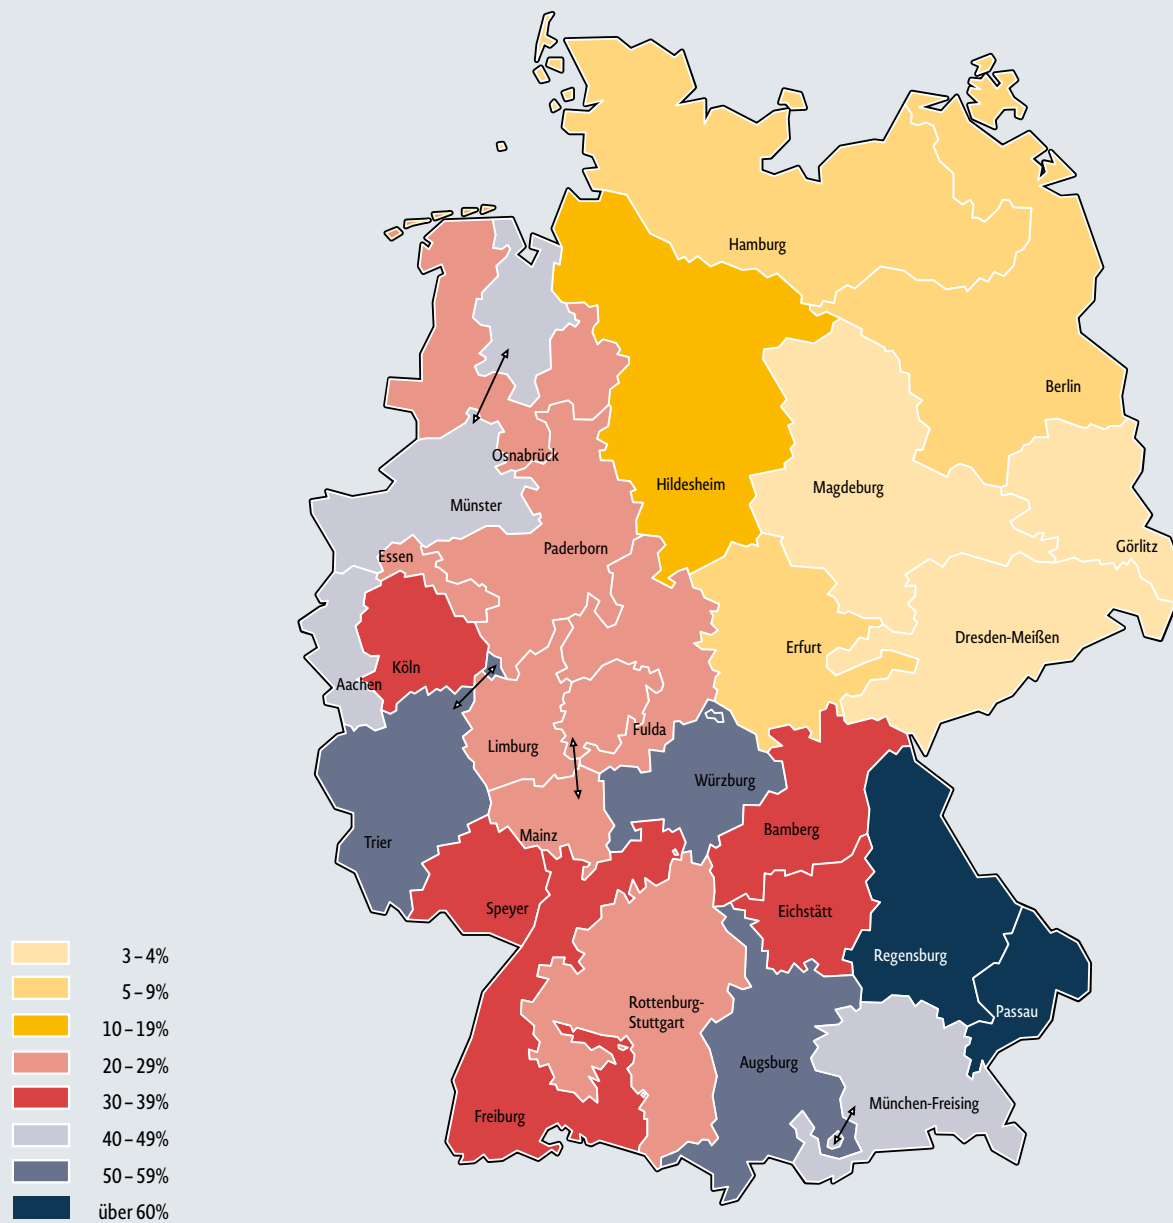 Hamburg
Berlin
Osnabrück
Hildesheim
Magdeburg
Münster
Görlitz
Essen
Paderborn
Dresden-Meißen
Erfurt
Köln
Aachen
Fulda
Limburg
Würzburg
Bamberg
Mainz
Trier
Speyer
Eichstätt
Regensburg
Rottenburg-
Stuttgart
Passau
Augsburg
München-Freising
Freiburg
3 – 4%
5 – 9%
10 – 19%
20 – 29%
30 – 39%
40 – 49%
50 – 59%
über 60%